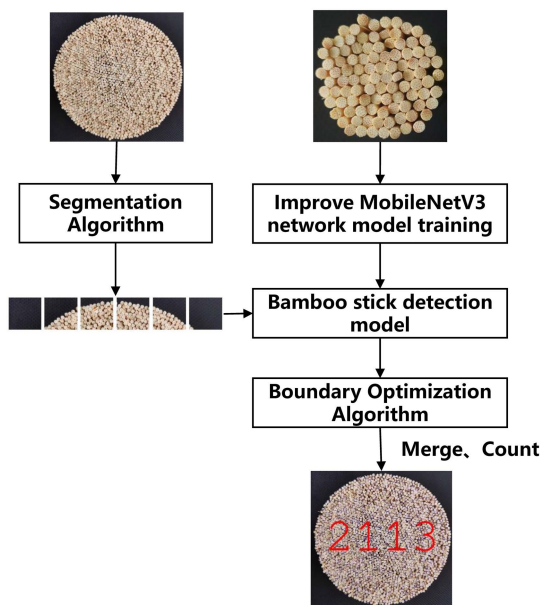 Segmentation
Algorithm
Improve MobileNetV3
network model training
Bamboo stick detection
model
Boundary Optimization
Algorithm
Merge、Count
2113